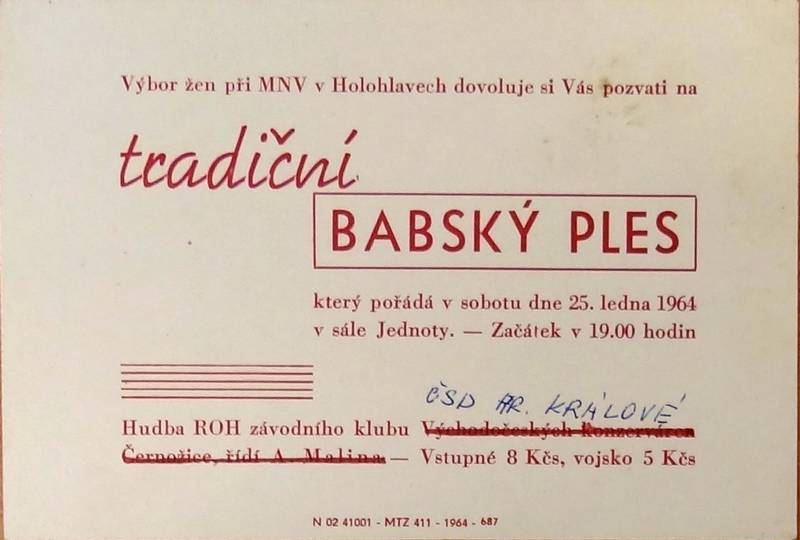 Výbor žen při MNV v Holohlavech dovoluje si Vás pozvati na
tradiční
BABSKÝ PLES
který pořádá v sobotu dne 25. ledna 1964
v sále Jednoty. — Začátek v 19.00 hodin
ČSD HR. KRÁLOVÉ
Hudba ROH závodního klubu Východočeských konzerváren
Černožice, řídí A. Malina — Vstupné 8 Kčs, vojsko 5 Kčs
N 02 41001 - MTZ 411 - 1964 - 687